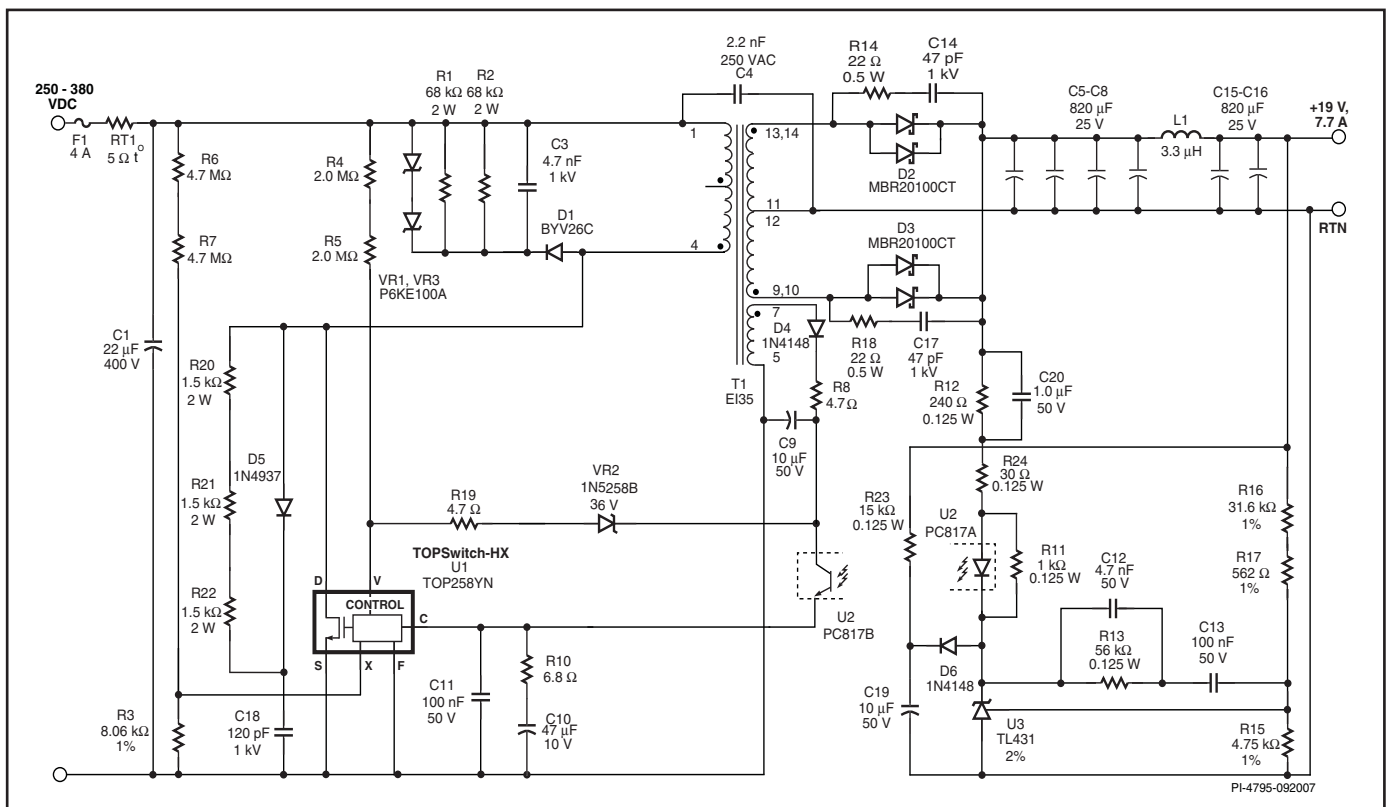 250 - 380
VDC
F1
4 A
RT1
5 Ω
t
o
C1
22 µF
400 V
R6
4.7 MΩ
R7
4.7 MΩ
R3
8.06 kΩ
1%
R4
2.0 MΩ
R5
2.0 MΩ
VR1, VR3
P6KE100A
R1
68 kΩ
2 W
R2
68 kΩ
2 W
C3
4.7 nF
1 kV
D1
BYV26C
2.2 nF
250 VAC
C4
1
4
13,14
11
12
9,10
7
5
T1
EI35
R14
22 Ω
0.5 W
C14
47 pF
1 kV
D2
MBR20100CT
D3
MBR20100CT
R18
22 Ω
0.5 W
C17
47 pF
1 kV
C5-C8
820 µF
25 V
L1
3.3 µH
C15-C16
820 µF
25 V
+19 V,
7.7 A
RTN
D4
1N4148
R8
4.7 Ω
C9
10 µF
50 V
R20
1.5 kΩ
2 W
R21
1.5 kΩ
2 W
R22
1.5 kΩ
2 W
D5
1N4937
C18
120 pF
1 kV
R19
4.7 Ω
VR2
1N5258B
36 V
TOPSwitch-HX
U1
TOP258YN
D
V
CONTROL
C
S
X
F
C11
100 nF
50 V
R10
6.8 Ω
C10
47 µF
10 V
U2
PC817B
R12
240 Ω
0.125 W
C20
1.0 µF
50 V
R24
30 Ω
0.125 W
R23
15 kΩ
0.125 W
U2
PC817A
R11
1 kΩ
0.125 W
C12
4.7 nF
50 V
R13
56 kΩ
0.125 W
C13
100 nF
50 V
R16
31.6 kΩ
1%
R17
562 Ω
1%
D6
1N4148
C19
10 µF
50 V
U3
TL431
2%
R15
4.75 kΩ
1%
PI-4795-092007